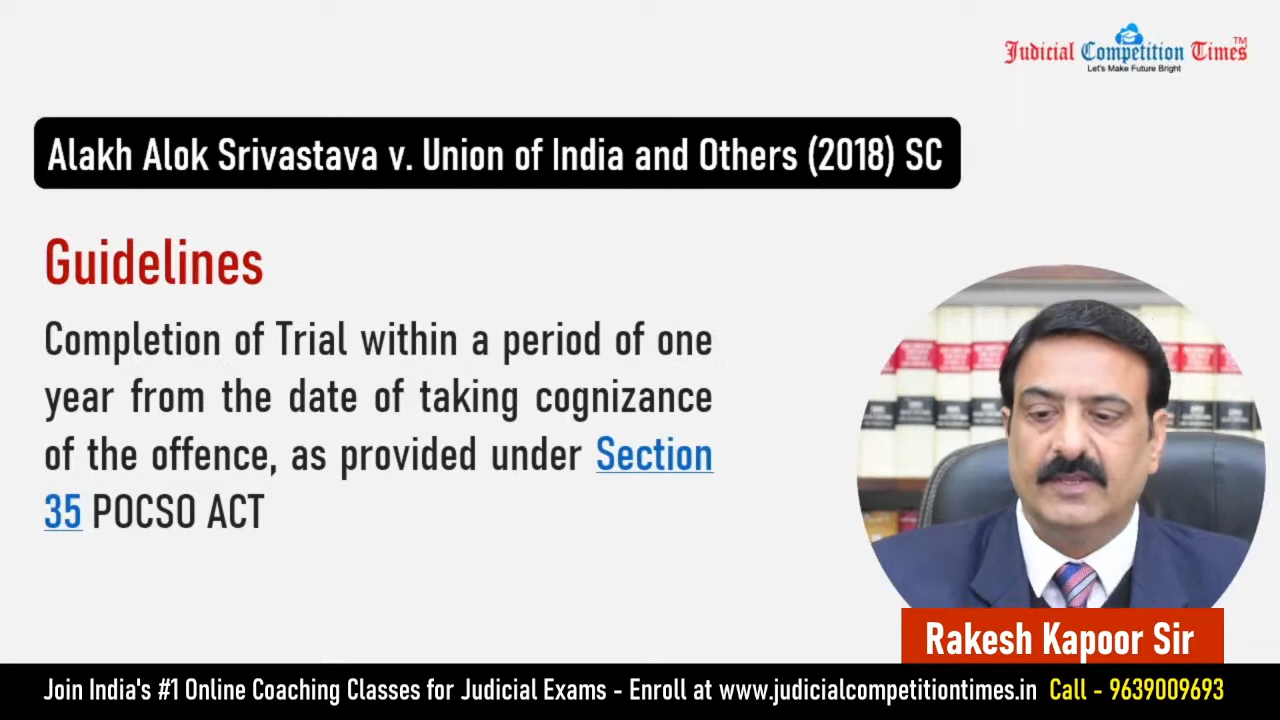 Judicial Competition Times™
Let's Make Future Bright
Alakh Alok Srivastava v. Union of India and Others (2018) SC
Guidelines
Completion of Trial within a period of one
year from the date of taking cognizance
of the offence, as provided under Section
35 POCSO ACT
Rakesh Kapoor Sir
Join India's #1 Online Coaching Classes for Judicial Exams - Enroll at www.judicialcompetitiontimes.in Call - 9639009693